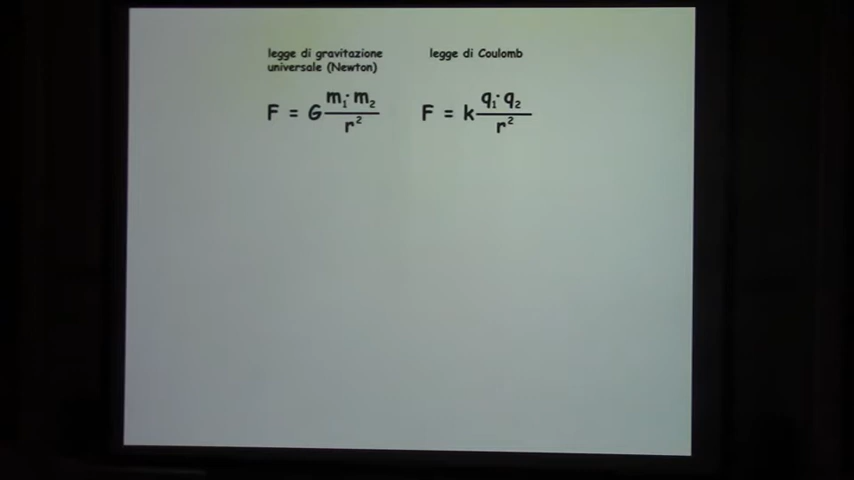 legge di gravitazione
universale (Newton)
F = G m₁·m₂ / r²
legge di Coulomb
F = k q₁·q₂ / r²